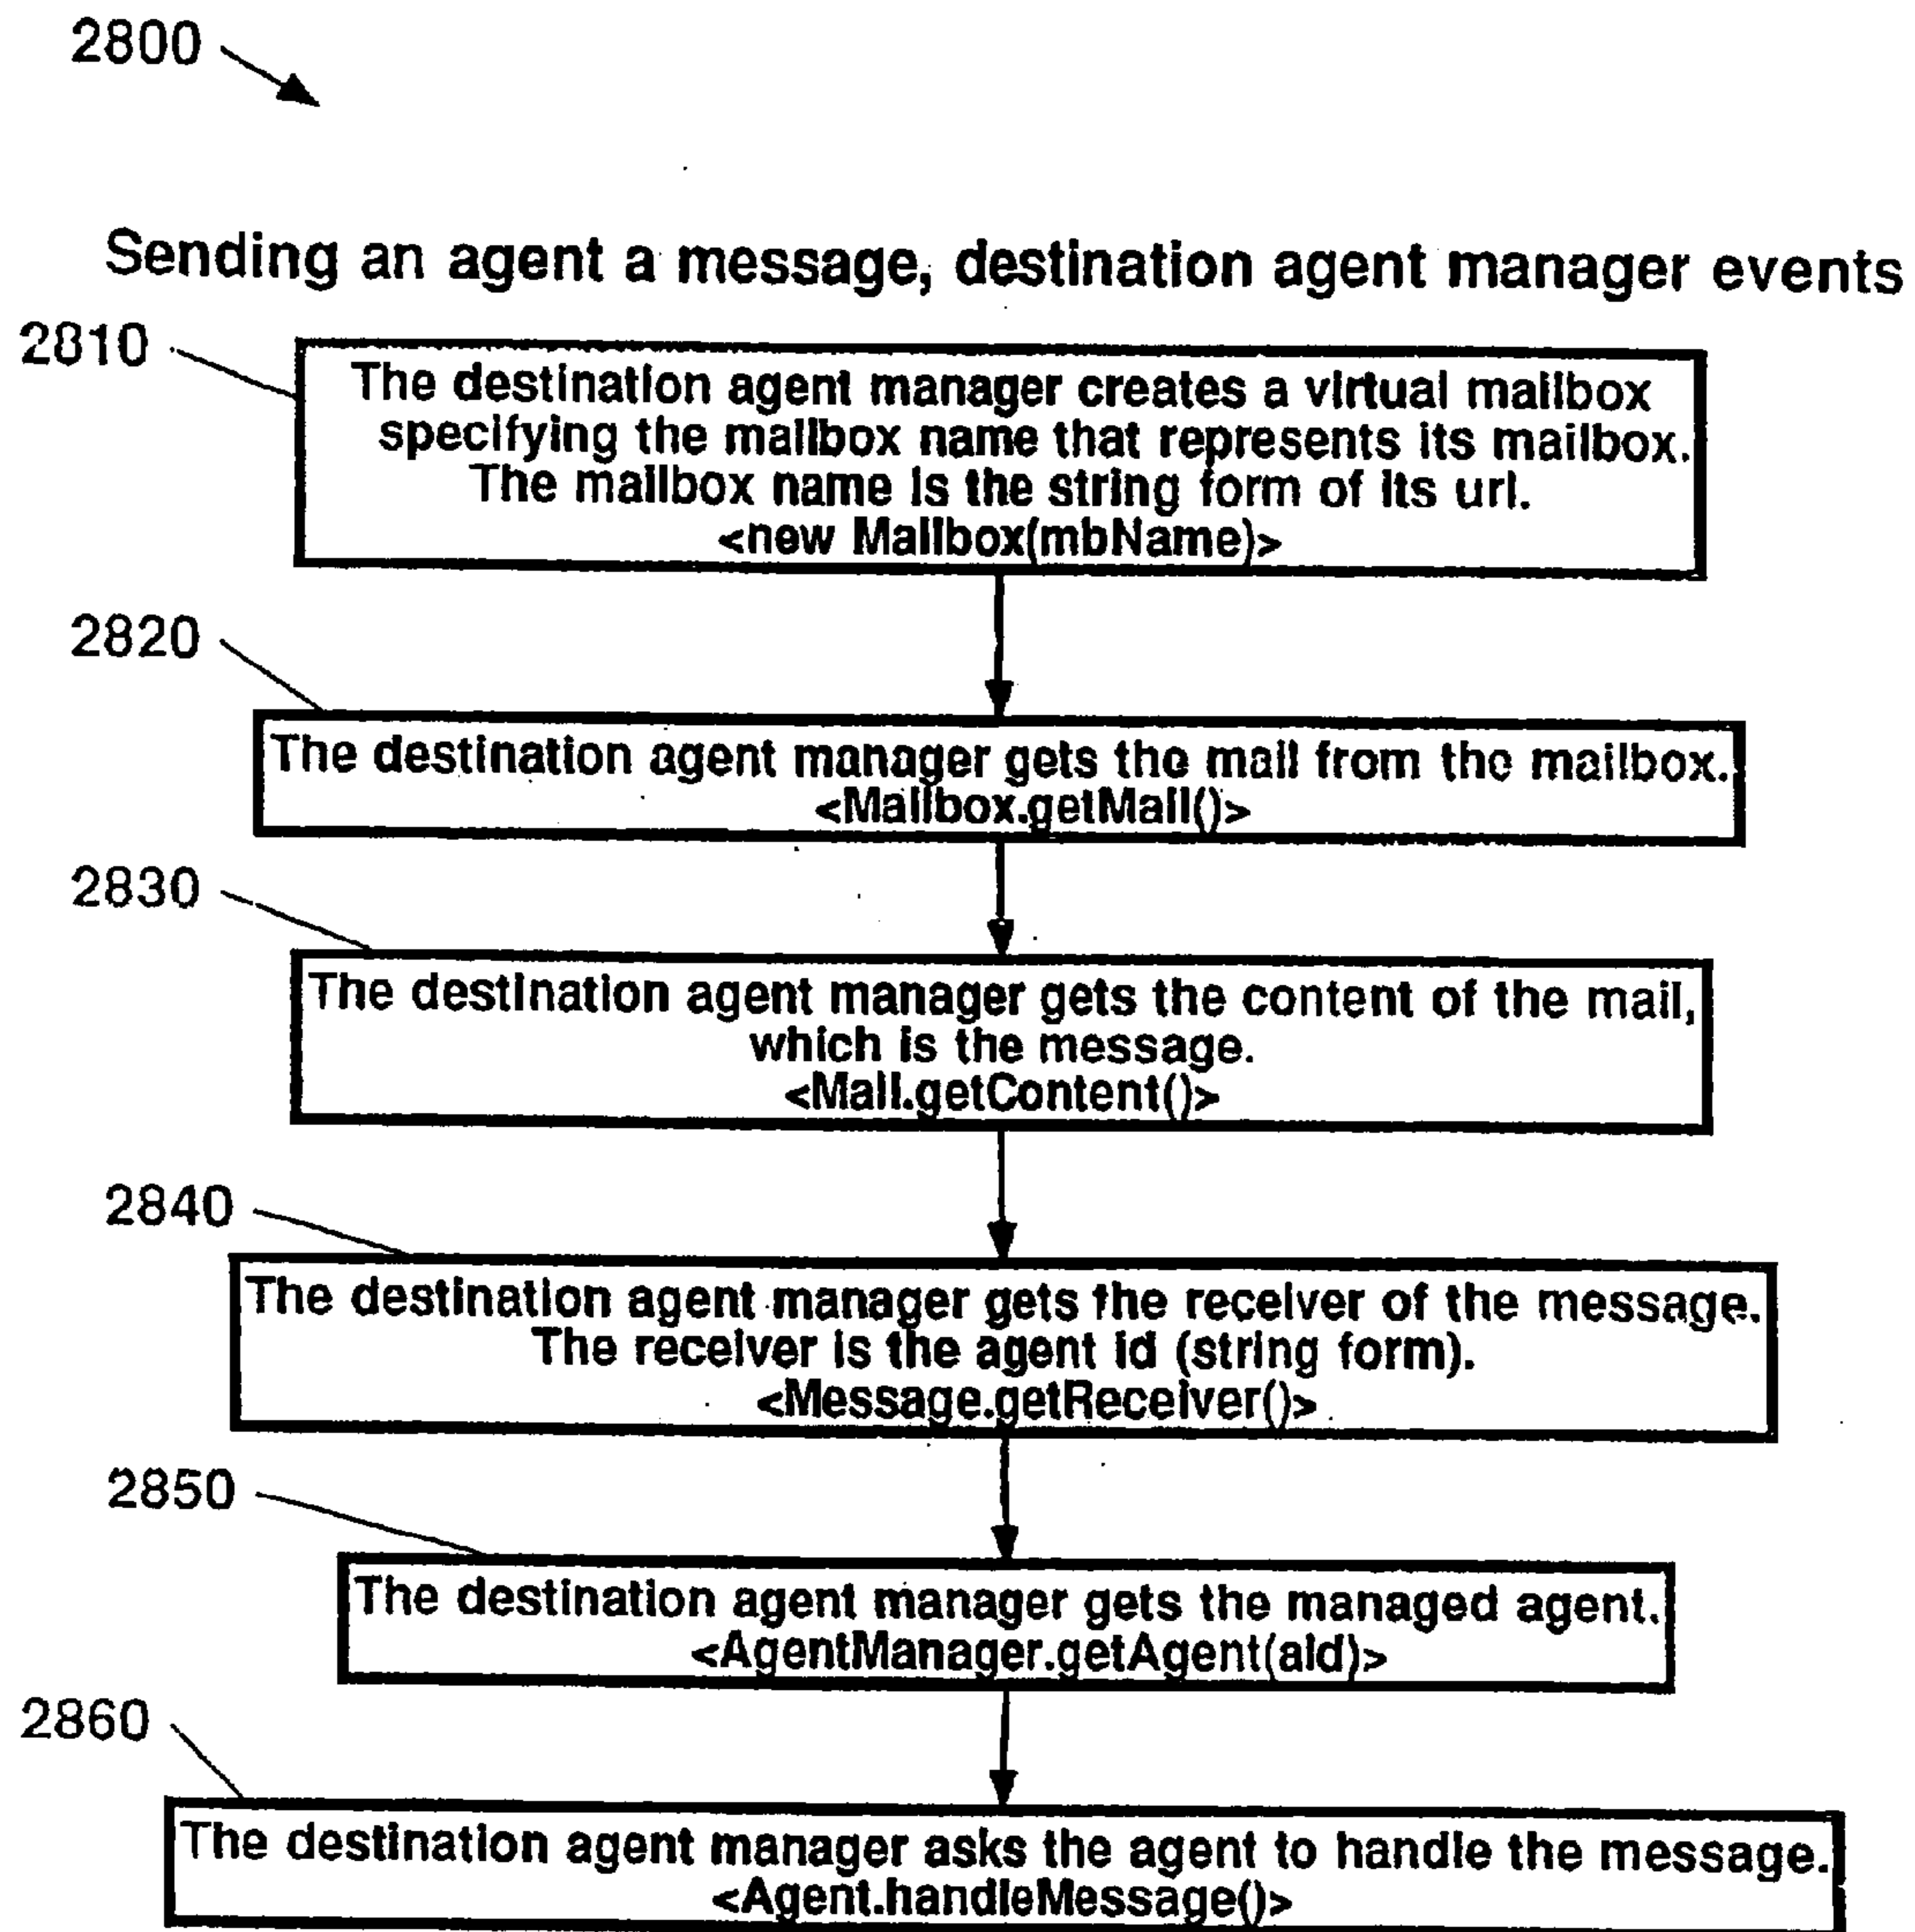 2800
Sending an agent a message, destination agent manager events
2810
The destination agent manager creates a virtual mailbox
specifying the mailbox name that represents its mailbox.
The mailbox name is the string form of its url.
<new Mailbox(mbName)>
2820
The destination agent manager gets the mail from the mailbox.
<Mailbox.getMail()>
2830
The destination agent manager gets the content of the mail,
which is the message.
<Mail.getContent()>
2840
The destination agent manager gets the receiver of the message.
The receiver is the agent id (string form).
<Message.getReceiver()>
2850
The destination agent manager gets the managed agent.
<AgentManager.getAgent(aId)>
2860
The destination agent manager asks the agent to handle the message.
<Agent.handleMessage()>